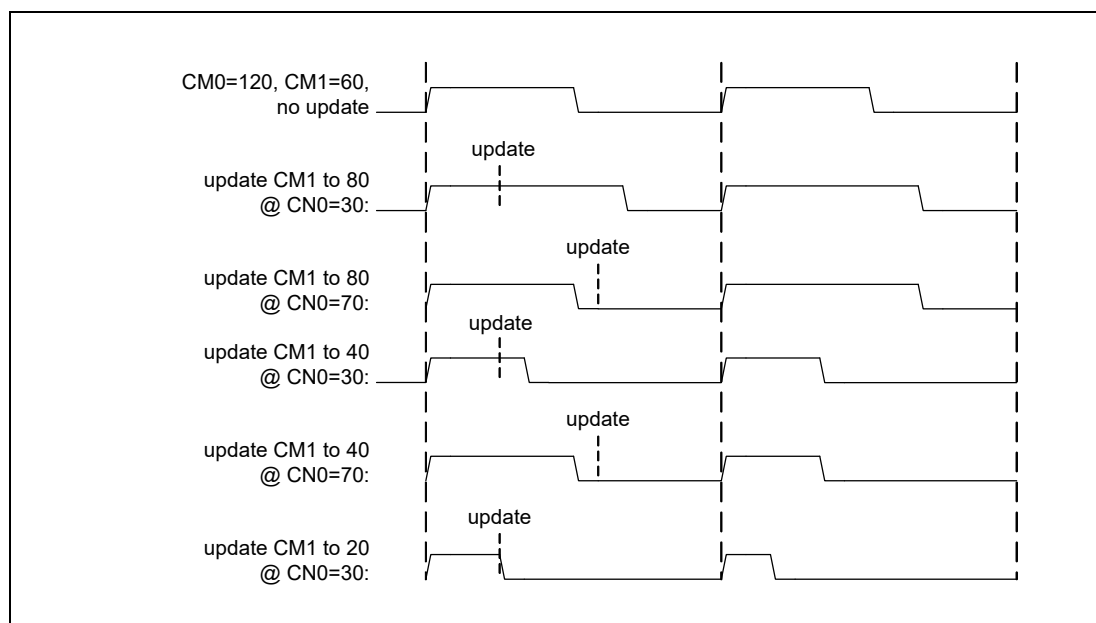 CM0=120, CM1=60,
no update
update
update CM1 to 80
@ CN0=30:
update
update CM1 to 80
@ CN0=70:
update
update CM1 to 40
@ CN0=30:
update
update CM1 to 40
@ CN0=70:
update
update CM1 to 20
@ CN0=30: